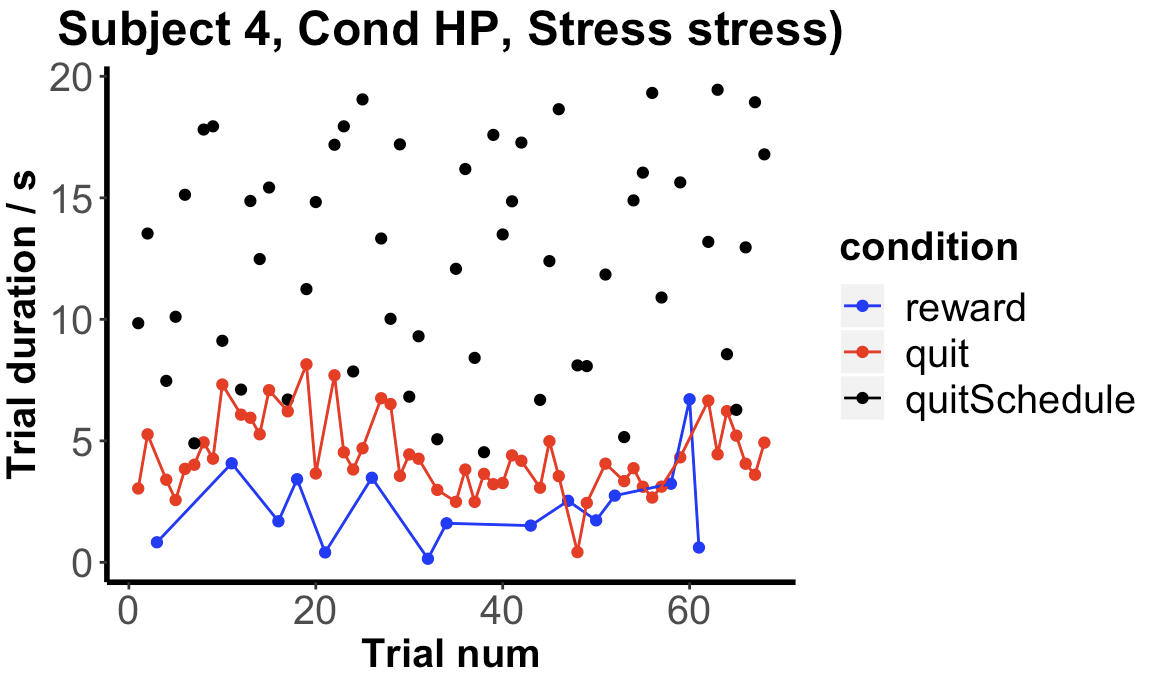 Subject 4, Cond HP, Stress stress)
Trial duration / s
20
15
10
5
0
0 20 40 60
Trial num
condition
reward
quit
quitSchedule